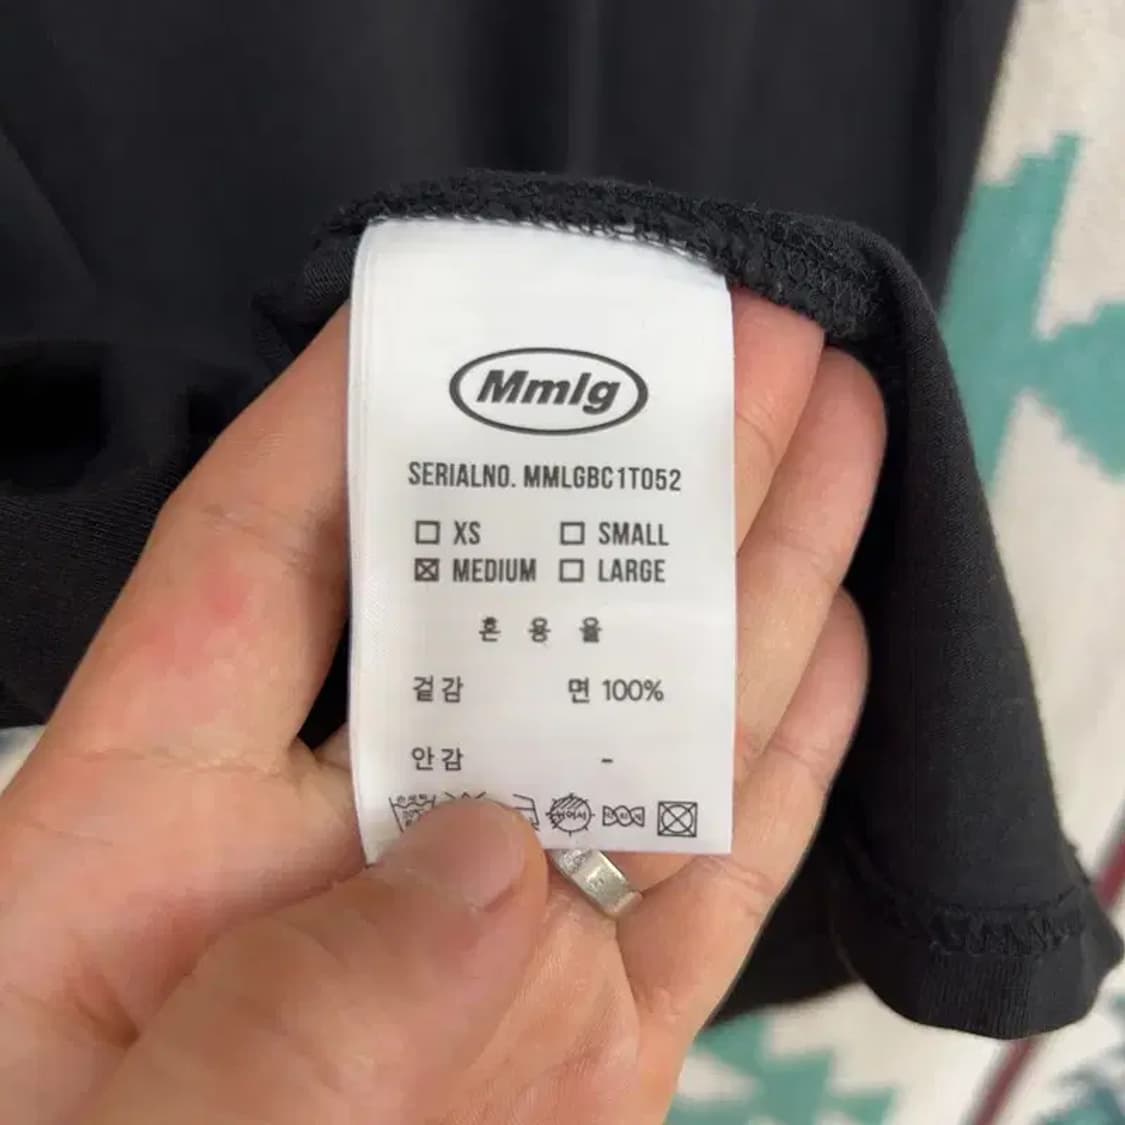 Mmlg
SERIALNO. MMLGBC1T052
XS SMALL
MEDIUM LARGE
혼 용 율
겉감 면 100%
안감 -